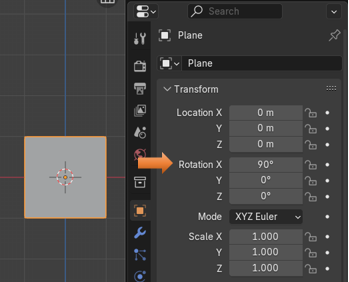 Search
Plane
Plane
Transform
Location X 0 m
Y 0 m
Z 0 m
Rotation X 90°
Y 0°
Z 0°
Mode XYZ Euler
Scale X 1.000
Y 1.000
Z 1.000